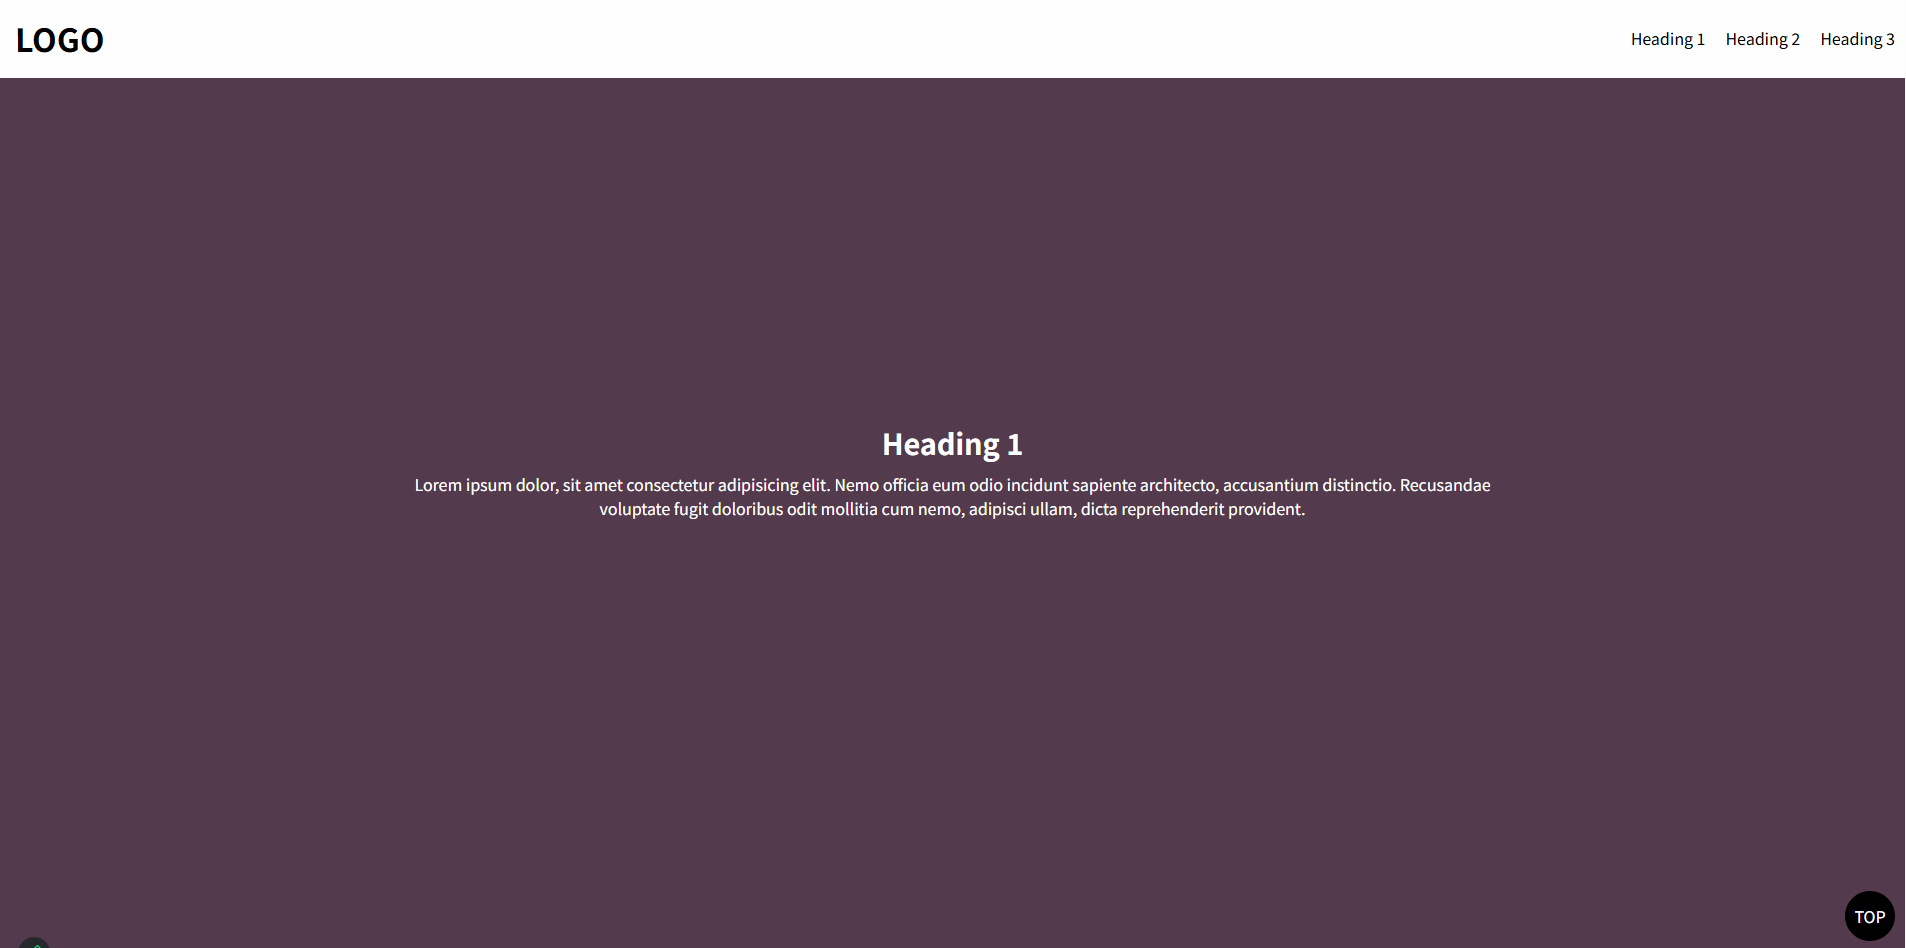 LOGO
Heading 1
Heading 2
Heading 3
Heading 1
Lorem ipsum dolor, sit amet consectetur adipisicing elit. Nemo officia eum odio incidunt sapiente architecto, accusantium distinctio. Recusandae
voluptate fugit doloribus odit mollitia cum nemo, adipisci ullam, dicta reprehenderit provident.
TOP